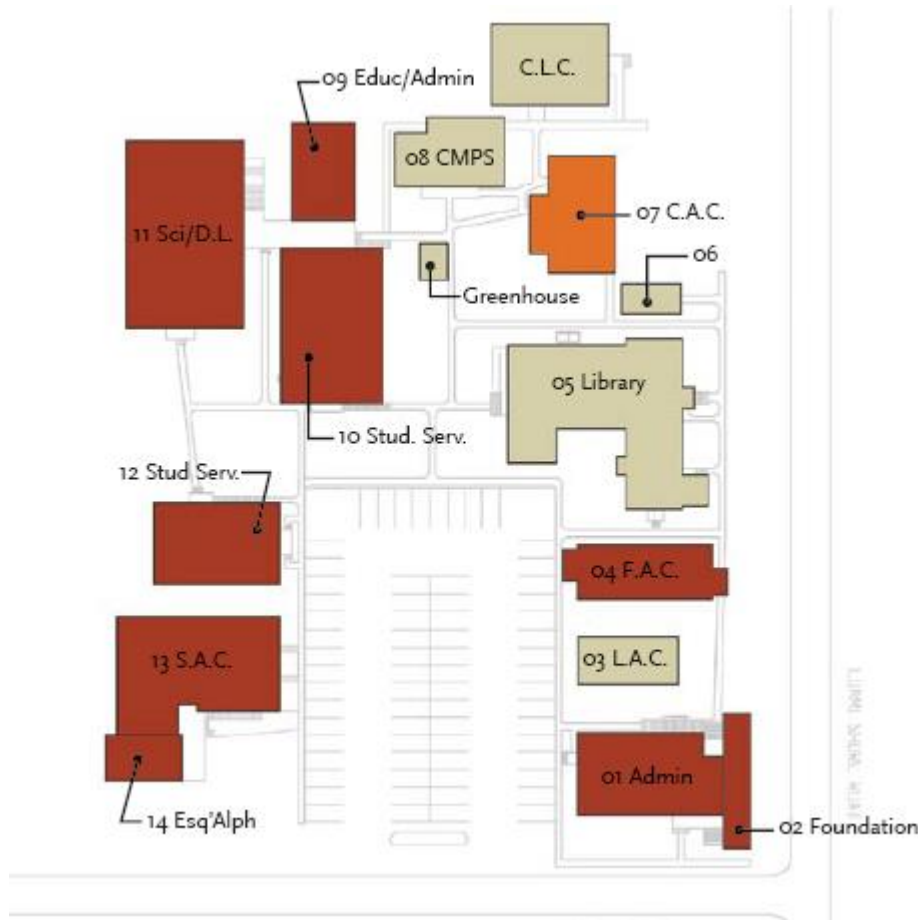 C.L.C.
09 Educ/Admin
08 CMPS
07 C.A.C.
11 Sci/D.L.
06
Greenhouse
05 Library
10 Stud. Serv.
12 Stud Serv.
04 F.A.C.
13 S.A.C.
03 L.A.C.
01 Admin
14 Esq'Alph
02 Foundation